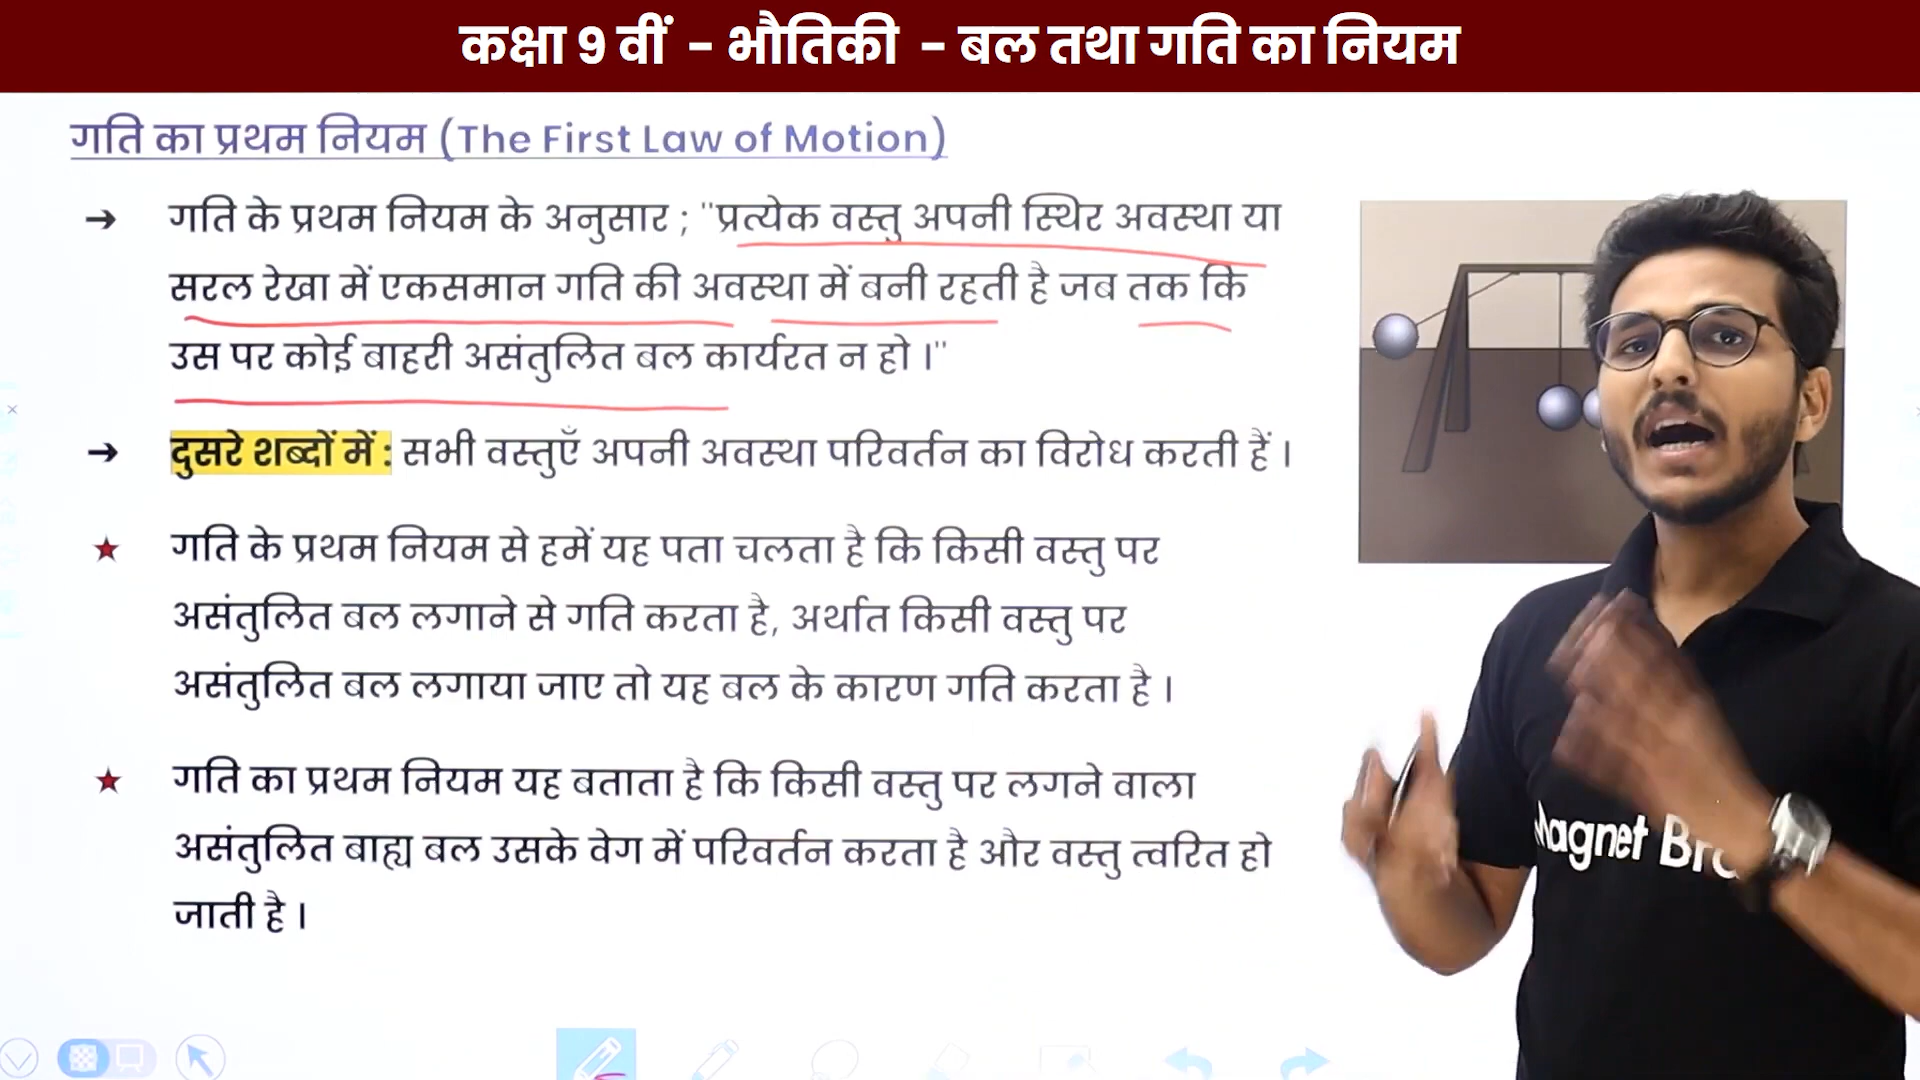 कक्षा 9 वीं - भौतिकी - बल तथा गति का नियम
गति का प्रथम नियम (The First Law of Motion)
गति के प्रथम नियम के अनुसार ; "प्रत्येक वस्तु अपनी स्थिर अवस्था या
सरल रेखा में एकसमान गति की अवस्था में बनी रहती है जब तक कि
उस पर कोई बाहरी असंतुलित बल कार्यरत न हो ।"
दुसरे शब्दों में : सभी वस्तुएँ अपनी अवस्था परिवर्तन का विरोध करती हैं ।
गति के प्रथम नियम से हमें यह पता चलता है कि किसी वस्तु पर
असंतुलित बल लगाने से गति करता है, अर्थात किसी वस्तु पर
असंतुलित बल लगाया जाए तो यह बल के कारण गति करता है ।
गति का प्रथम नियम यह बताता है कि किसी वस्तु पर लगने वाला
असंतुलित बाह्य बल उसके वेग में परिवर्तन करता है और वस्तु त्वरित हो
जाती है ।
Magnet Br